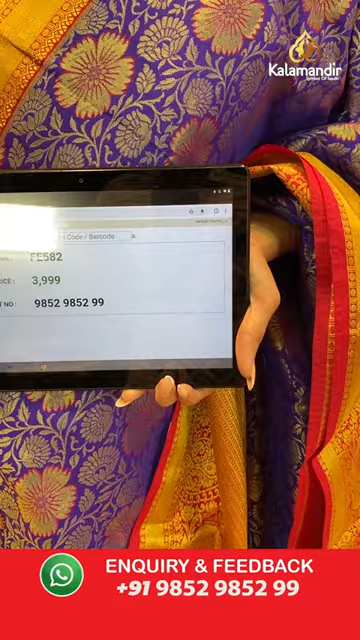 Kalamandir
Code / Barcode
FE582
3,999
9852 9852 99
ENQUIRY & FEEDBACK
+91 9852 9852 99